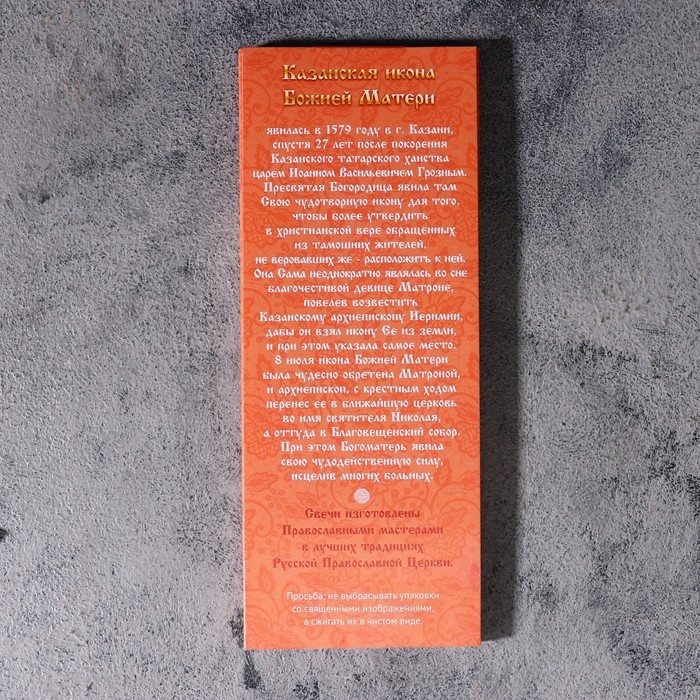 Казанская икона
Божией Матери
явилась в 1579 году в г. Казани,
спустя 27 лет после покорения
Казанского татарского ханства
царем Иоанном Васильевичем Грозным.
Пресвятая Богородица явила там
Свою чудотворную икону для того,
чтобы более утвердить
в христианской вере обращенных
из тамошних жителей,
не веровавших же - расположить к ней.
Она Сама неоднократно являлась во сне
благочестивой девице Матроне,
повелев возвестить
Казанскому архиепископу Иеримии,
дабы он взял икону Ее из земли,
и при этом указала самое место.
8 июля икона Божией Матери
была чудесно обретена Матроной,
и архиепископ, с крестным ходом
перенес ее в ближайшую церковь
во имя святителя Николая,
а оттуда в Благовещенский собор.
При этом Богоматерь явила
свою чудодейственную силу,
исцелив многих больных.
Свечи изготовлены
Православными мастерами
в лучших традициях
Русской Православной Церкви.
Просьба: не выбрасывать упаковки
со священными изображениями,
а сжигать их в чистом виде.